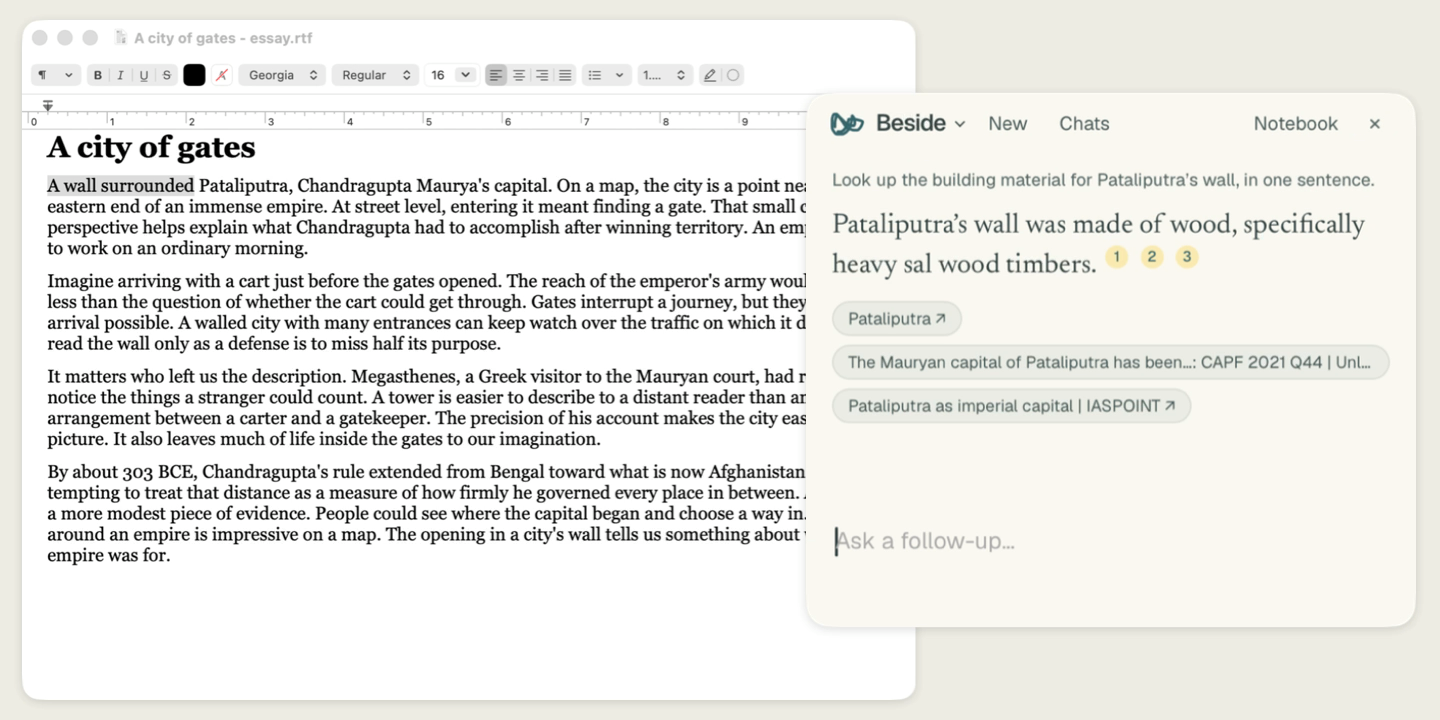 A city of gates - essay.rtf
¶ B I U S Georgia Regular 16 1....
0 1 2 3 4 5 6 7 8 9
A city of gates
A wall surrounded Pataliputra, Chandragupta Maurya's capital. On a map, the city is a point
eastern end of an immense empire. At street level, entering it meant finding a gate. That small
perspective helps explain what Chandragupta had to accomplish after winning territory. An
to work on an ordinary morning.
Imagine arriving with a cart just before the gates opened. The reach of the emperor's army
less than the question of whether the cart could get through. Gates interrupt a journey, but they
arrival possible. A walled city with many entrances can keep watch over the traffic on which it
read the wall only as a defense is to miss half its purpose.
It matters who left us the description. Megasthenes, a Greek visitor to the Mauryan court, had
notice the things a stranger could count. A tower is easier to describe to a distant reader than
arrangement between a carter and a gatekeeper. The precision of his account makes the city
picture. It also leaves much of life inside the gates to our imagination.
By about 303 BCE, Chandragupta's rule extended from Bengal toward what is now Afghanistan
tempting to treat that distance as a measure of how firmly he governed every place in between.
a more modest piece of evidence. People could see where the capital began and choose a way in.
around an empire is impressive on a map. The opening in a city's wall tells us something about
empire was for.
Beside New Chats Notebook ×
Look up the building material for Pataliputra's wall, in one sentence.
Pataliputra’s wall was made of wood, specifically
heavy sal wood timbers. 1 2 3
Pataliputra ↗
The Mauryan capital of Pataliputra has been...: CAPF 2021 Q44 | Unl...
Pataliputra as imperial capital | IASPOINT ↗
Ask a follow-up...